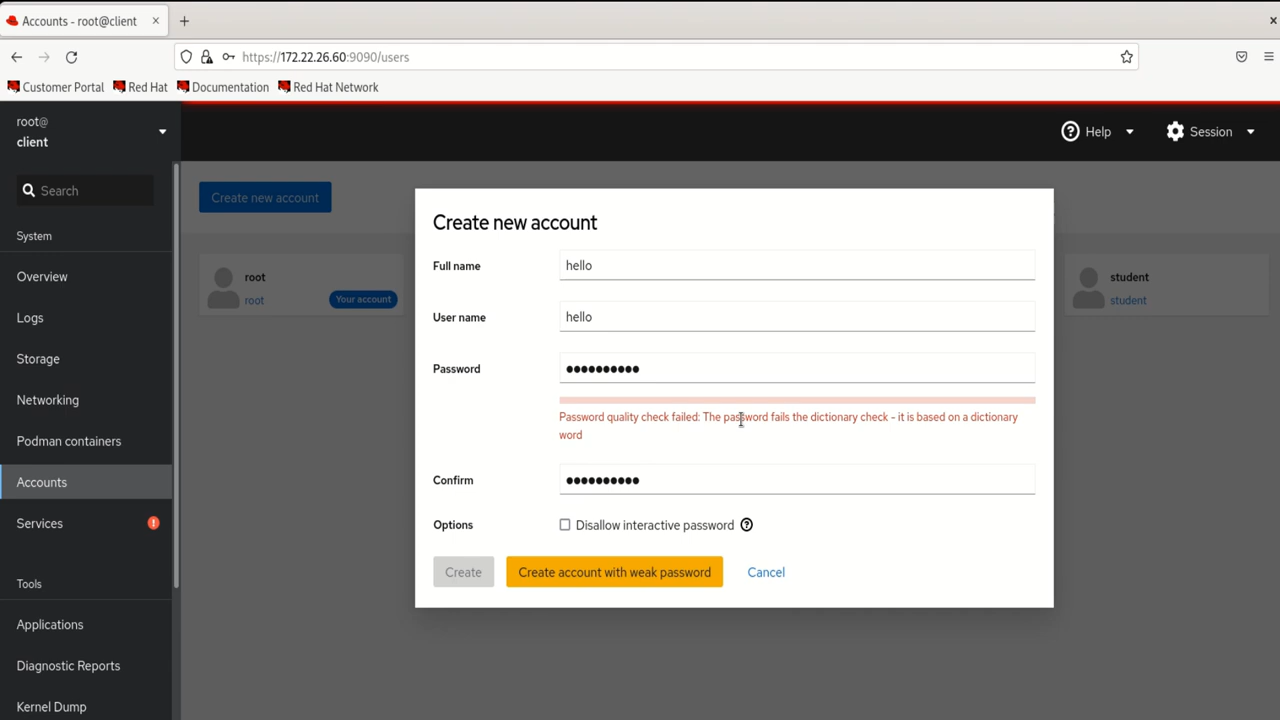 Accounts - root@client
https://172.22.26.60:9090/users
Customer Portal Red Hat Documentation Red Hat Network
root@
client
Help Session
Search
System
Overview
Logs
Storage
Networking
Podman containers
Accounts
Services
Tools
Applications
Diagnostic Reports
Kernel Dump
Create new account
root
root Your account
student
student
Create new account
Full name hello
User name hello
Password ●●●●●●●●●●
Password quality check failed: The password fails the dictionary check - it is based on a dictionary
word
Confirm ●●●●●●●●●●
Options Disallow interactive password
Create Create account with weak password Cancel